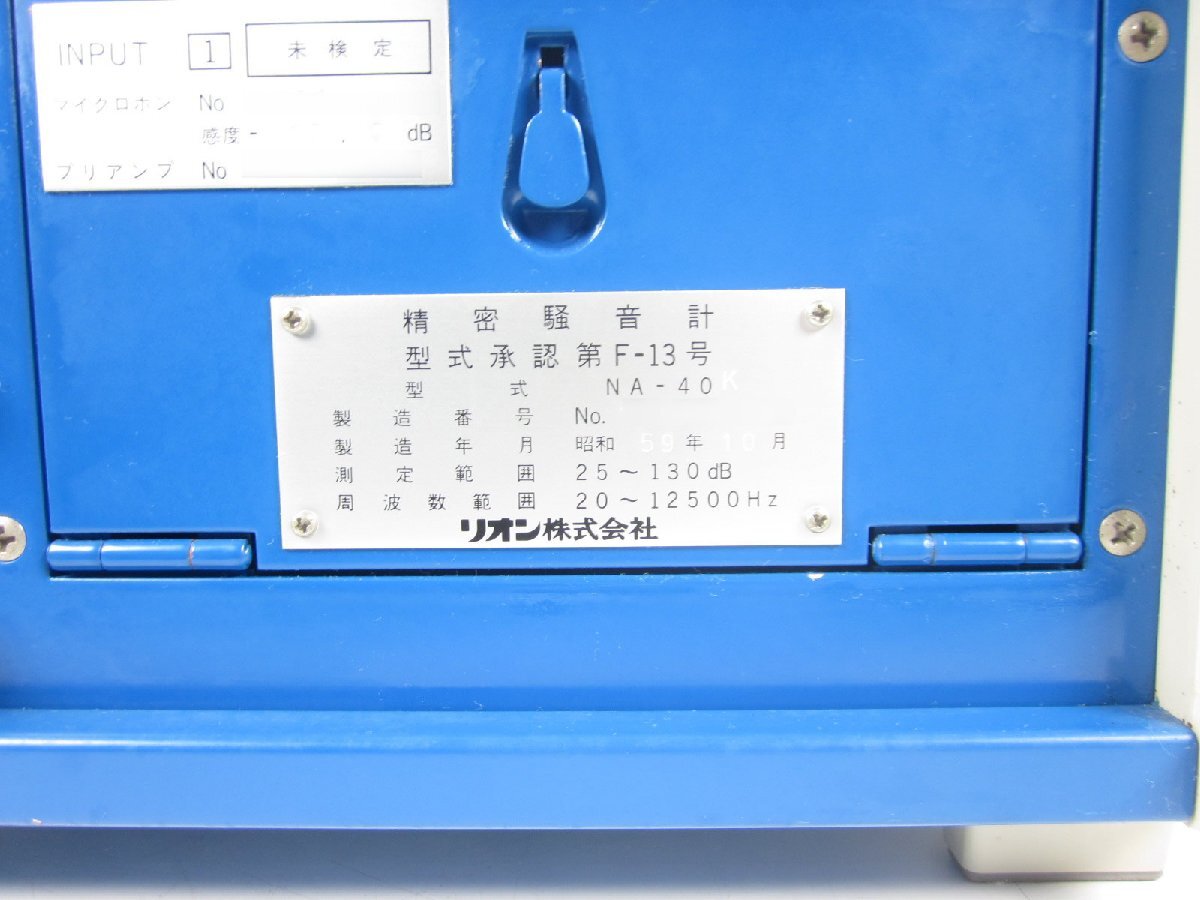 INPUT 1 未検定
マイクロホン No
感度 - . dB
プリアンプ No
精密騒音計
型式承認第F-13号
型式 NA-40K
製造番号 No.
製造年月 昭和59年10月
測定範囲 25～130dB
周波数範囲 20～12500Hz
リオン株式会社